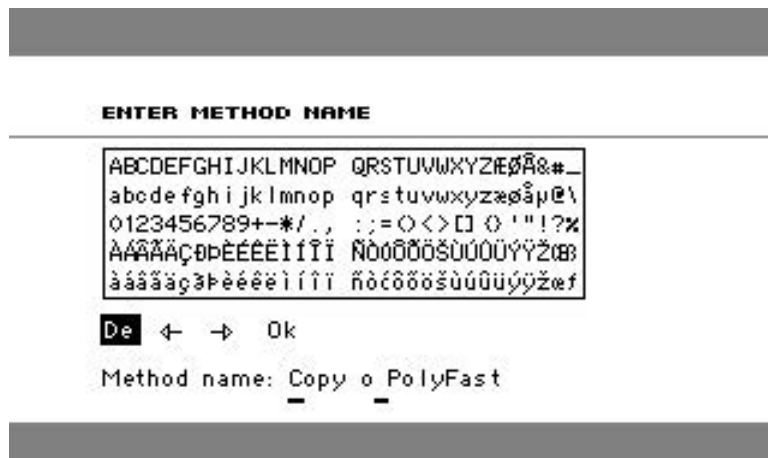 ENTER METHOD NAME
ABCDEFGHIJKLMNOP QRSTUVWXYZÆØÅ&#_
abcdefghijklmnop qrstuvwxyzæøåµ@\
0123456789+-*/., :;=()<>[]{}'"!?%
De ← → Ok
Method name: Copy o PolyFast